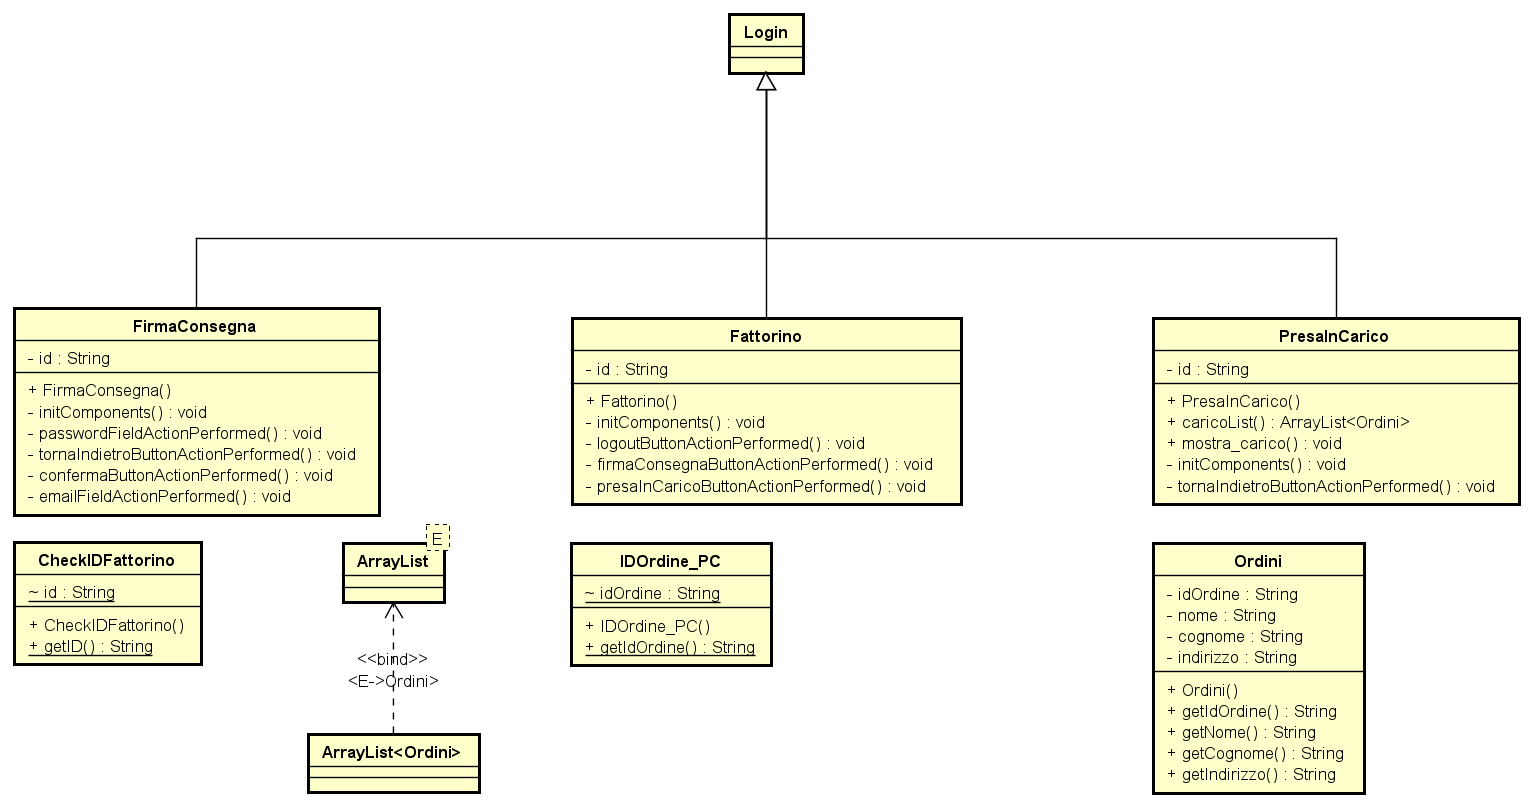 Login
FirmaConsegna
- id : String
+ FirmaConsegna()
- initComponents() : void
- passwordFieldActionPerformed() : void
- tornaIndietroButtonActionPerformed() : void
- confermaButtonActionPerformed() : void
- emailFieldActionPerformed() : void
Fattorino
- id : String
+ Fattorino()
- initComponents() : void
- logoutButtonActionPerformed() : void
- firmaConsegnaButtonActionPerformed() : void
- presaInCaricoButtonActionPerformed() : void
PresaInCarico
- id : String
+ PresaInCarico()
+ caricoList() : ArrayList<Ordini>
+ mostra_carico() : void
- initComponents() : void
- tornaIndietroButtonActionPerformed() : void
CheckIDFattorino
~ id : String
+ CheckIDFattorino()
+ getID() : String
E
ArrayList
<<bind>>
<E->Ordini>
ArrayList<Ordini>
IDOrdine_PC
~ idOrdine : String
+ IDOrdine_PC()
+ getIdOrdine() : String
Ordini
- idOrdine : String
- nome : String
- cognome : String
- indirizzo : String
+ Ordini()
+ getIdOrdine() : String
+ getNome() : String
+ getCognome() : String
+ getIndirizzo() : String